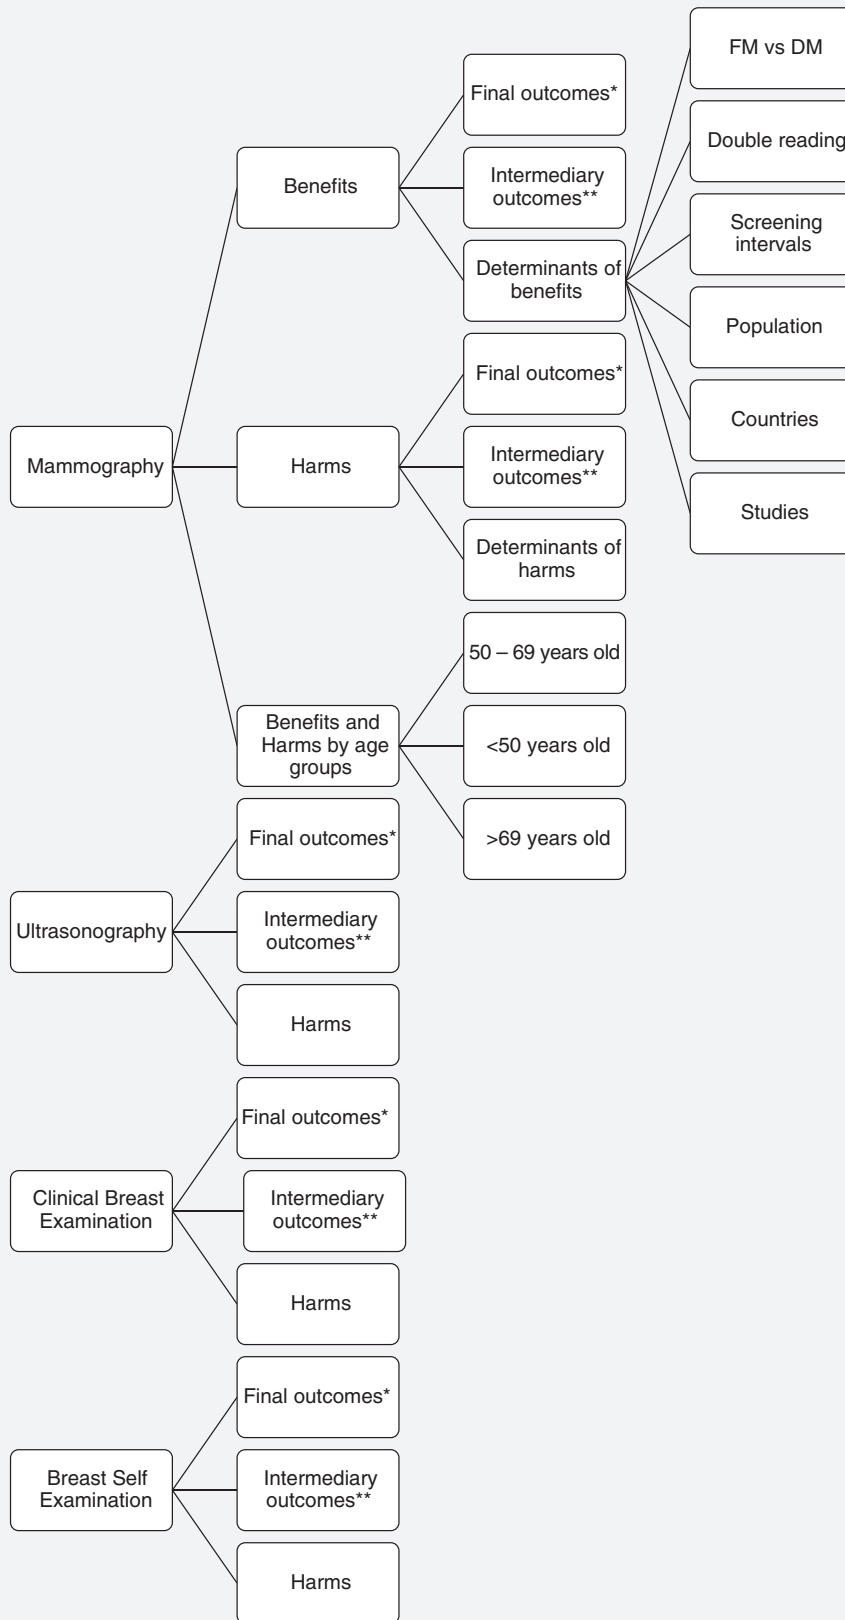 FM vs DM
Final outcomes*
Double reading
Benefits
Intermediary
outcomes**
Screening
intervals
Determinants of
benefits
Population
Final outcomes*
Countries
Mammography
Harms
Intermediary
outcomes**
Studies
Determinants of
harms
50 – 69 years old
Benefits and
Harms by age
groups
<50 years old
>69 years old
Final outcomes*
Ultrasonography
Intermediary
outcomes**
Harms
Final outcomes*
Clinical Breast
Examination
Intermediary
outcomes**
Harms
Final outcomes*
Breast Self
Examination
Intermediary
outcomes**
Harms